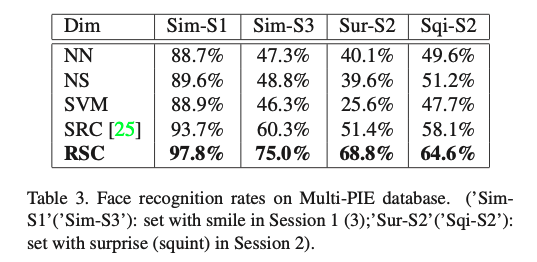 Dim Sim-S1 Sim-S3 Sur-S2 Sqi-S2
NN 88.7% 47.3% 40.1% 49.6%
NS 89.6% 48.8% 39.6% 51.2%
SVM 88.9% 46.3% 25.6% 47.7%
SRC [25] 93.7% 60.3% 51.4% 58.1%
RSC 97.8% 75.0% 68.8% 64.6%
Table 3. Face recognition rates on Multi-PIE database. ('Sim-
S1'('Sim-S3'): set with smile in Session 1 (3);'Sur-S2'('Sqi-S2'):
set with surprise (squint) in Session 2).